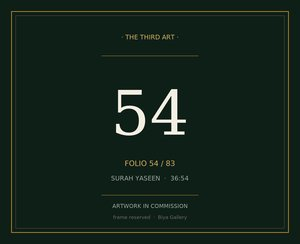 · THE THIRD ART ·
54
FOLIO 54 / 83
SURAH YASEEN · 36:54
ARTWORK IN COMMISSION
frame reserved · Biya Gallery